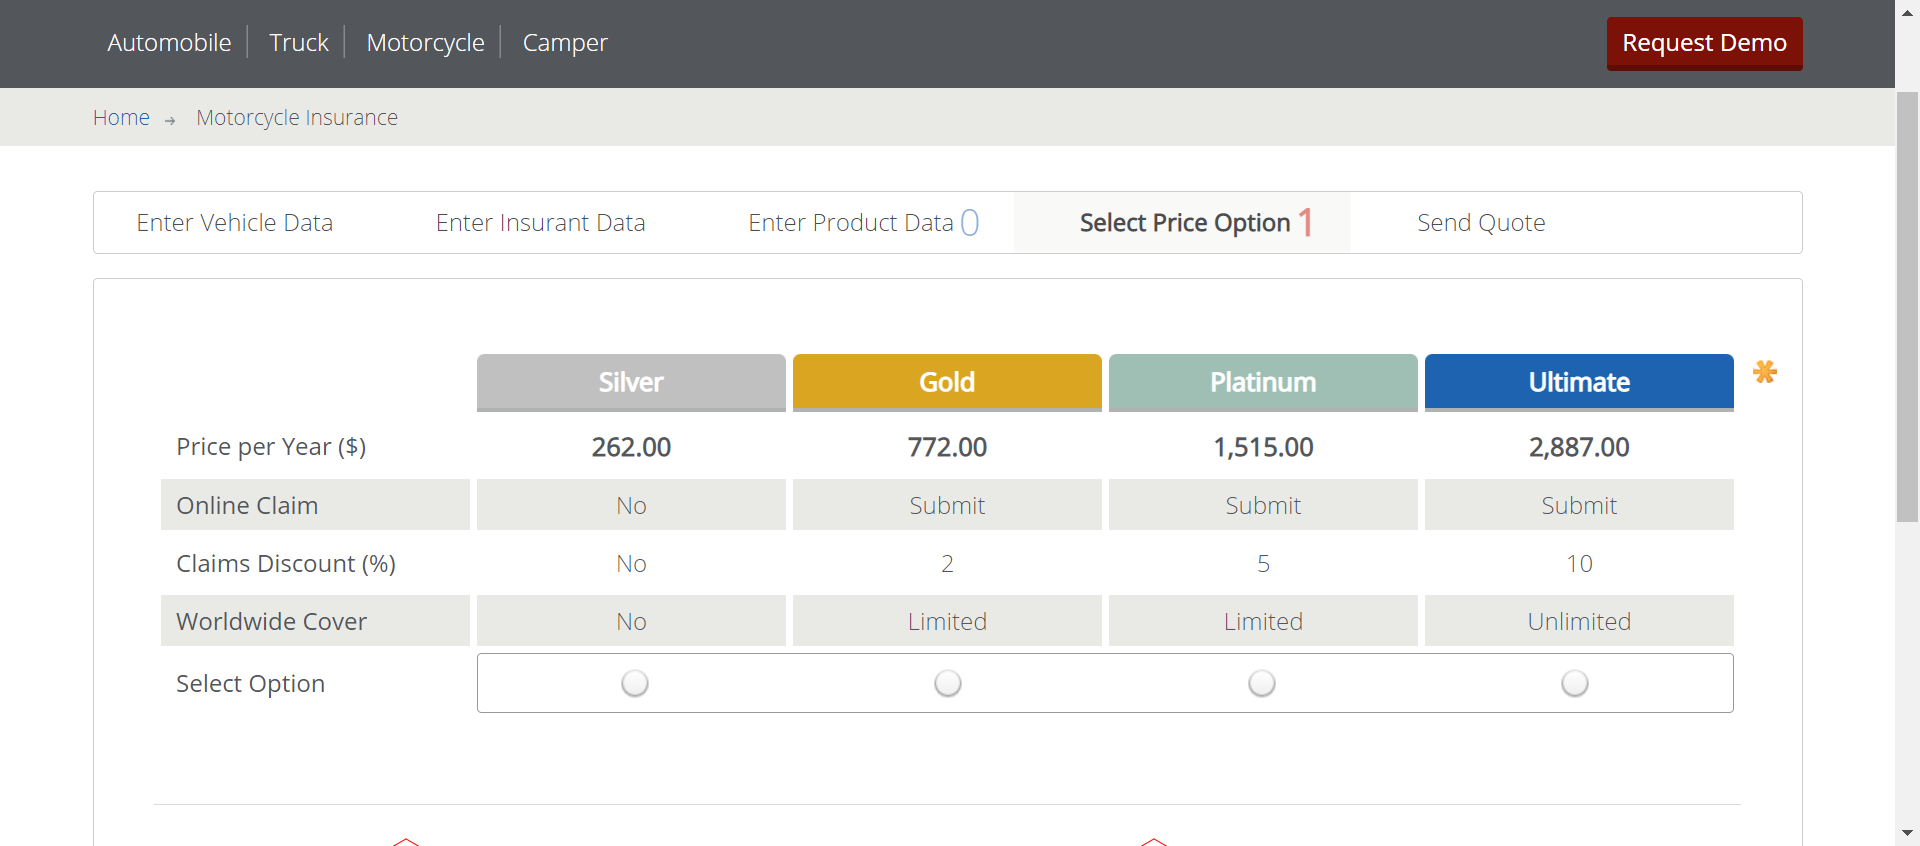 Automobile Truck Motorcycle Camper Request Demo
Home → Motorcycle Insurance
Enter Vehicle Data Enter Insurant Data Enter Product Data 0 Select Price Option 1 Send Quote
Silver Gold Platinum Ultimate
Price per Year ($) 262.00 772.00 1,515.00 2,887.00
Online Claim No Submit Submit Submit
Claims Discount (%) No 2 5 10
Worldwide Cover No Limited Limited Unlimited
Select Option